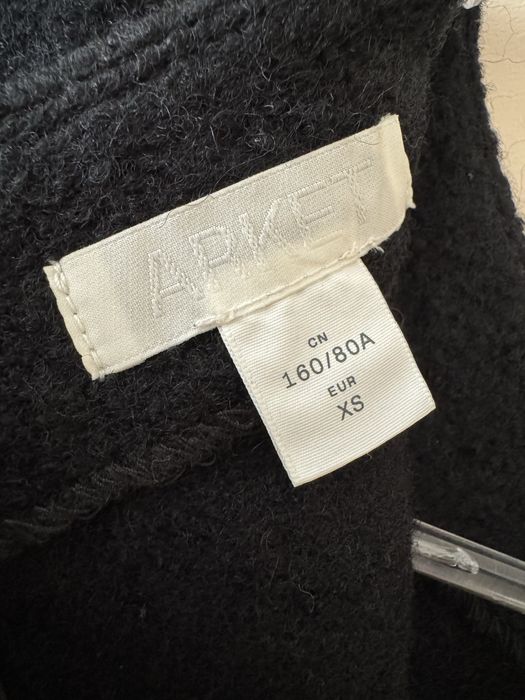 ARKET
CN
160/80A
EUR
XS